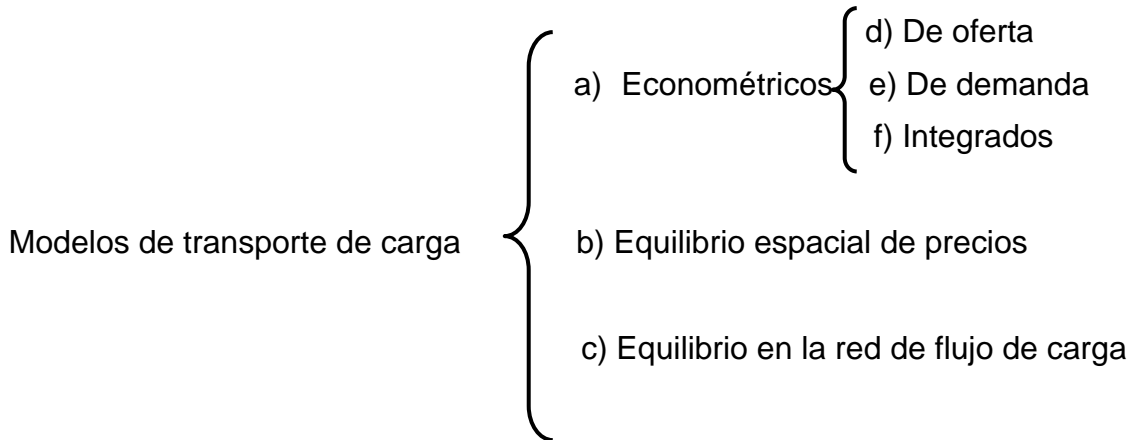 d) De oferta
a) Econométricos
e) De demanda
f) Integrados
Modelos de transporte de carga
b) Equilibrio espacial de precios
c) Equilibrio en la red de flujo de carga